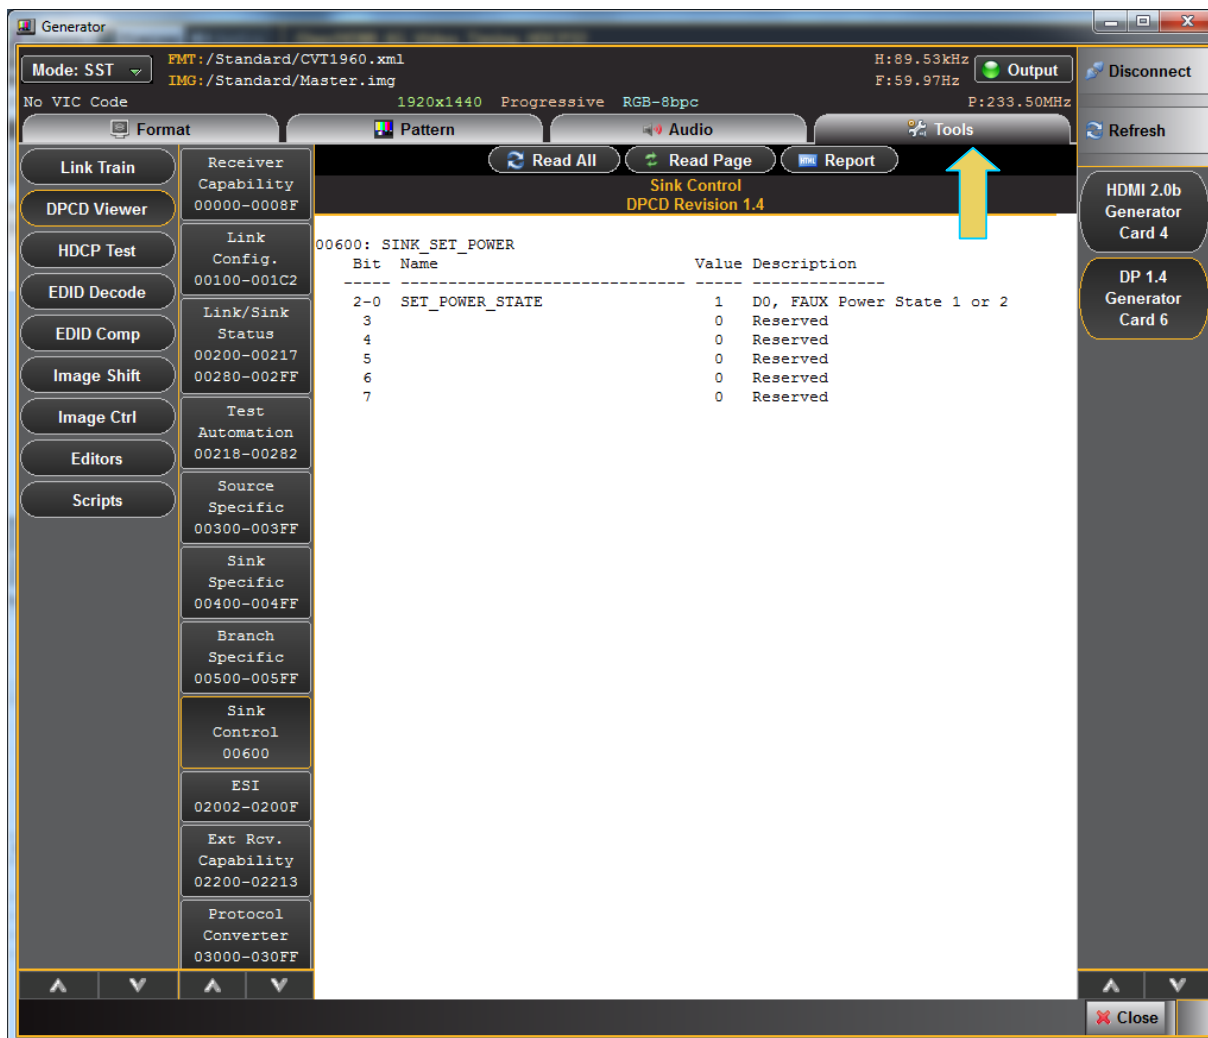 Generator
Mode: SST
FMT:/Standard/CVT1960.xml
IMG:/Standard/Master.img
H:89.53kHz
F:59.97Hz
Output
No VIC Code
1920x1440 Progressive RGB-8bpc
P:233.50MHz
Disconnect
Refresh
Format
Pattern
Audio
Tools
Link Train
DPCD Viewer
HDCP Test
EDID Decode
EDID Comp
Image Shift
Image Ctrl
Editors
Scripts
Receiver
Capability
00000-0008F
Link
Config.
00100-001C2
Link/Sink
Status
00200-00217
00280-002FF
Test
Automation
00218-00282
Source
Specific
00300-003FF
Sink
Specific
00400-004FF
Branch
Specific
00500-005FF
Sink
Control
00600
ESI
02002-0200F
Ext Rcv.
Capability
02200-02213
Protocol
Converter
03000-030FF
Read All
Read Page
HTML Report
Sink Control
DPCD Revision 1.4
00600: SINK_SET_POWER
Bit Name Value Description
----- ------------------------------ ----- --------------
2-0 SET_POWER_STATE 1 D0, FAUX Power State 1 or 2
3 0 Reserved
4 0 Reserved
5 0 Reserved
6 0 Reserved
7 0 Reserved
HDMI 2.0b
Generator
Card 4
DP 1.4
Generator
Card 6
Close